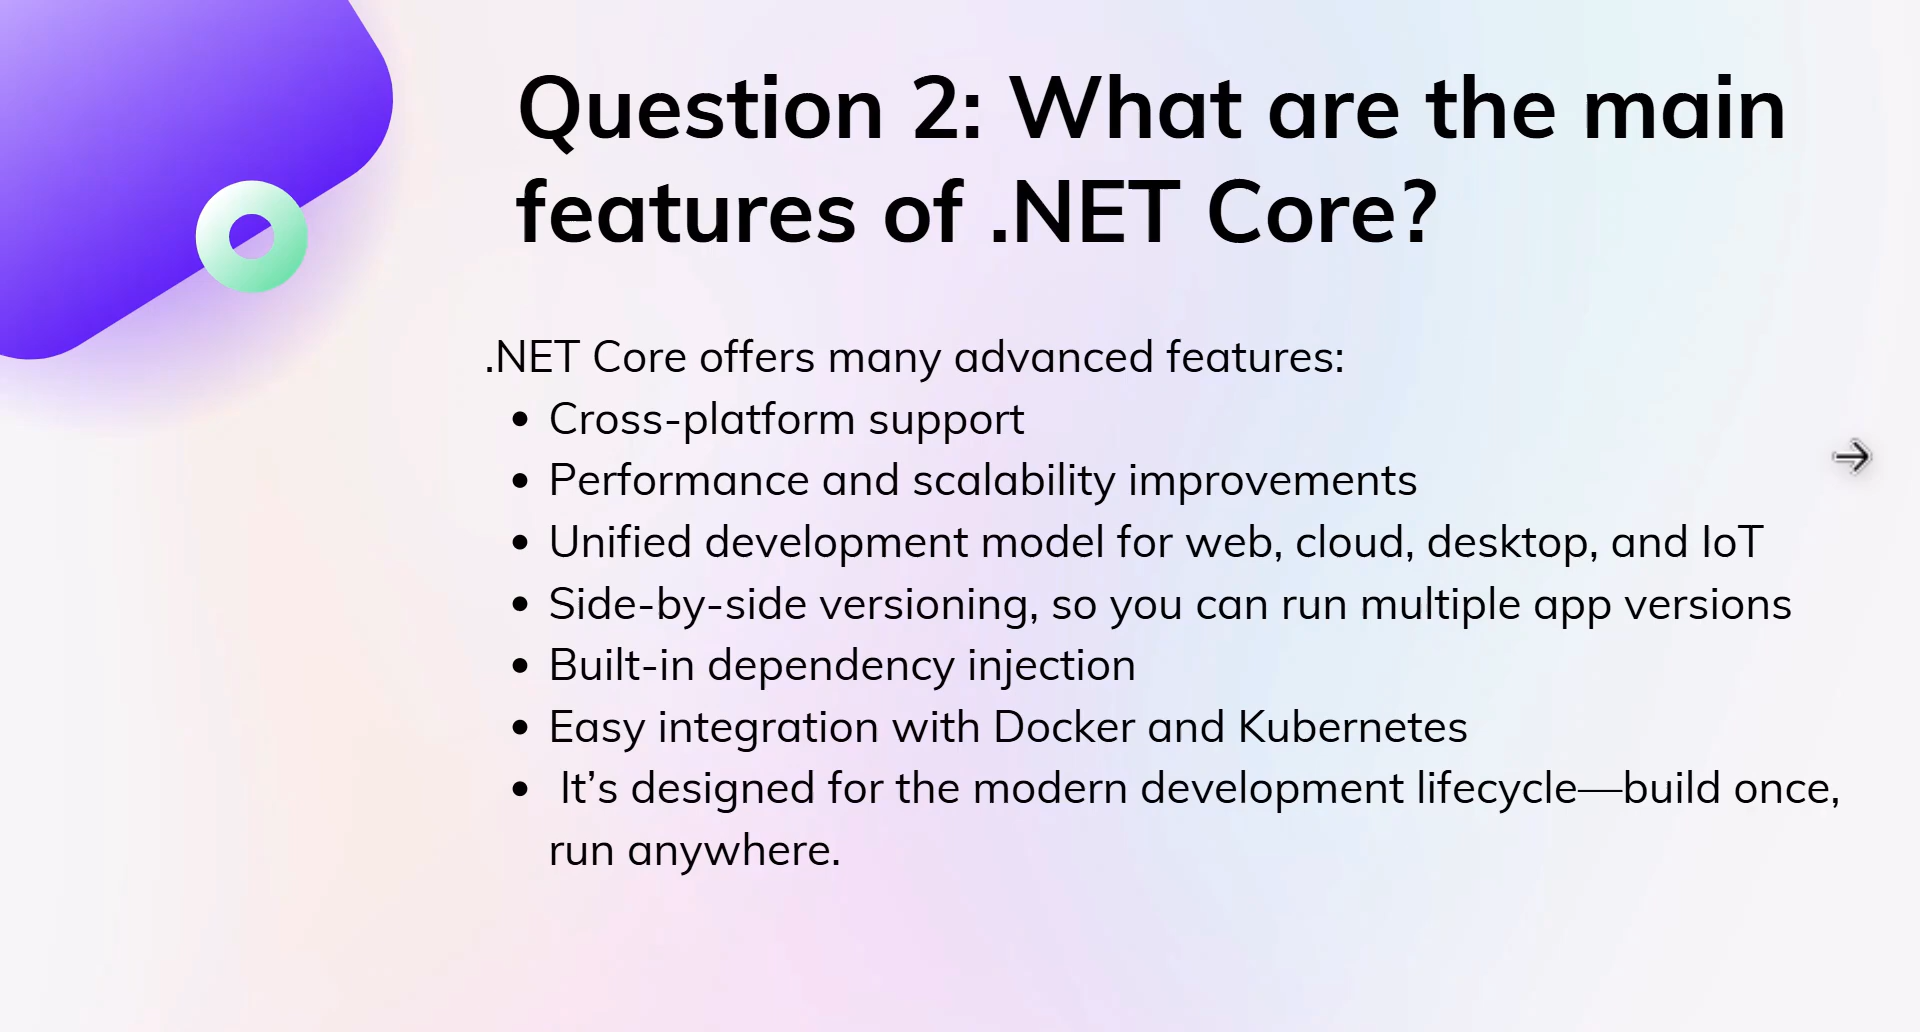 Question 2: What are the main
features of .NET Core?
.NET Core offers many advanced features:
• Cross-platform support
• Performance and scalability improvements
• Unified development model for web, cloud, desktop, and IoT
• Side-by-side versioning, so you can run multiple app versions
• Built-in dependency injection
• Easy integration with Docker and Kubernetes
• It’s designed for the modern development lifecycle—build once,
run anywhere.